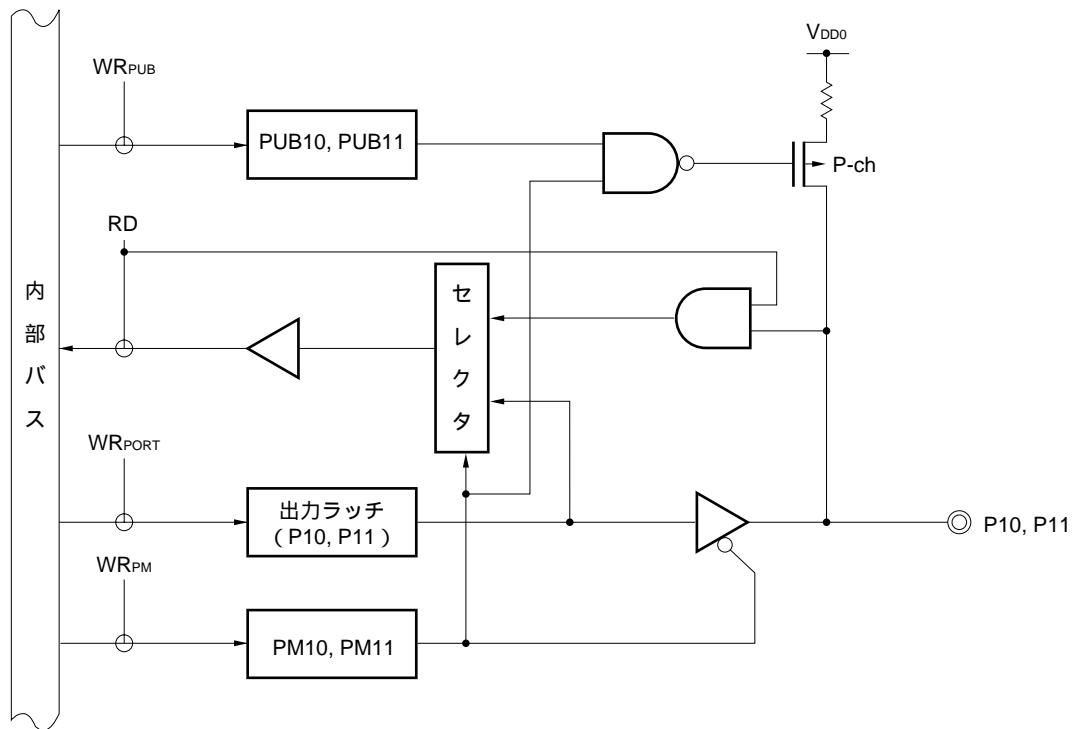 VDD0
WRPUB
PUB10, PUB11
P-ch
RD
内部バス
セレクタ
WRPORT
出力ラッチ
(P10, P11)
P10, P11
WRPM
PM10, PM11